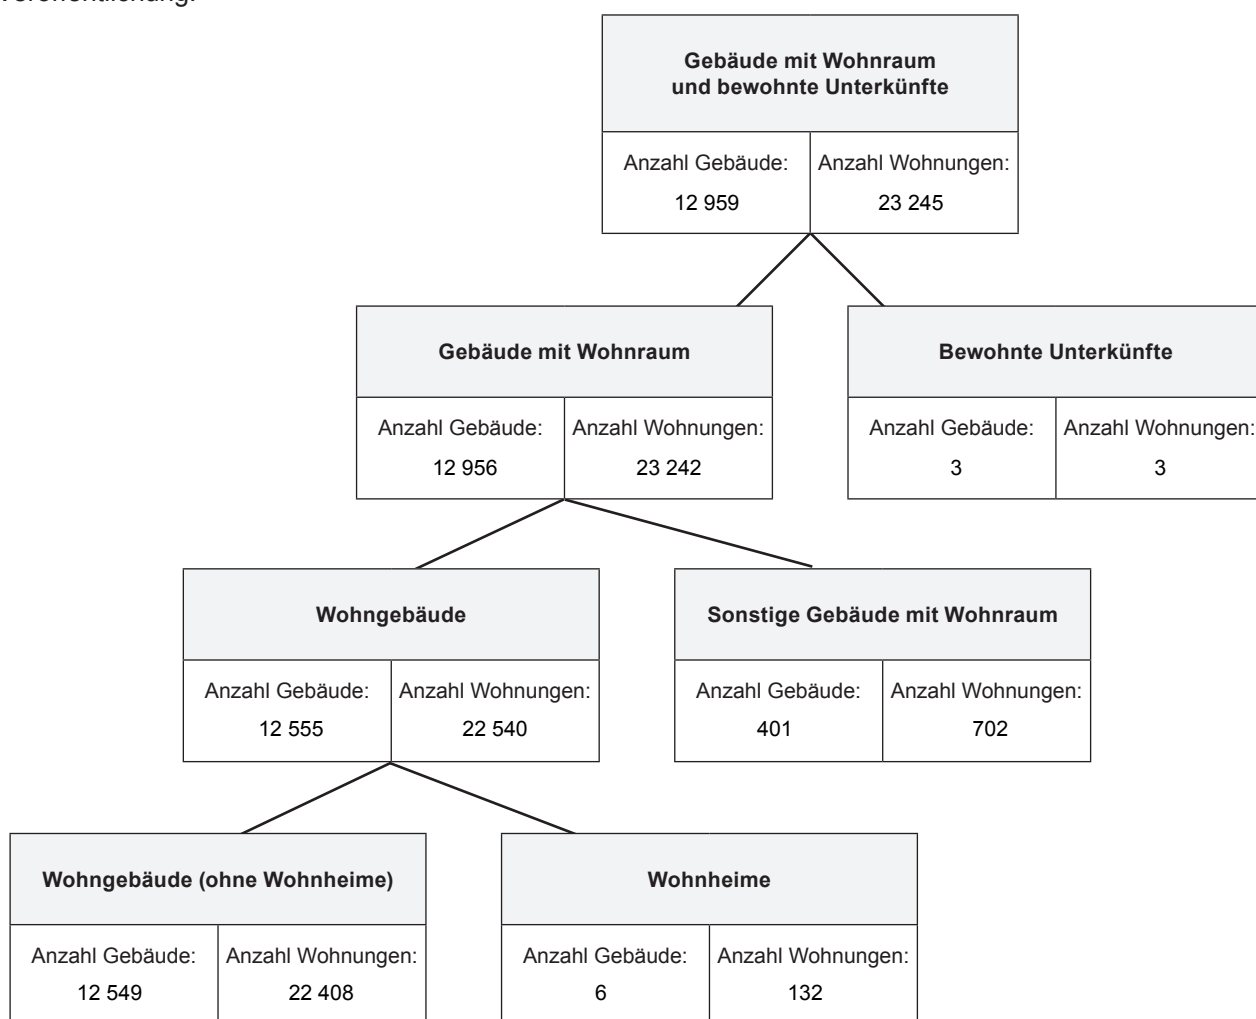 Veröffentlichung.
Gebäude mit Wohnraum
und bewohnte Unterkünfte
Anzahl Gebäude: Anzahl Wohnungen:
12 959 23 245
Gebäude mit Wohnraum
Bewohnte Unterkünfte
Anzahl Gebäude: Anzahl Wohnungen:
12 956 23 242
Anzahl Gebäude: Anzahl Wohnungen:
3 3
Wohngebäude
Sonstige Gebäude mit Wohnraum
Anzahl Gebäude: Anzahl Wohnungen:
12 555 22 540
Anzahl Gebäude: Anzahl Wohnungen:
401 702
Wohngebäude (ohne Wohnheime)
Wohnheime
Anzahl Gebäude: Anzahl Wohnungen:
12 549 22 408
Anzahl Gebäude: Anzahl Wohnungen:
6 132